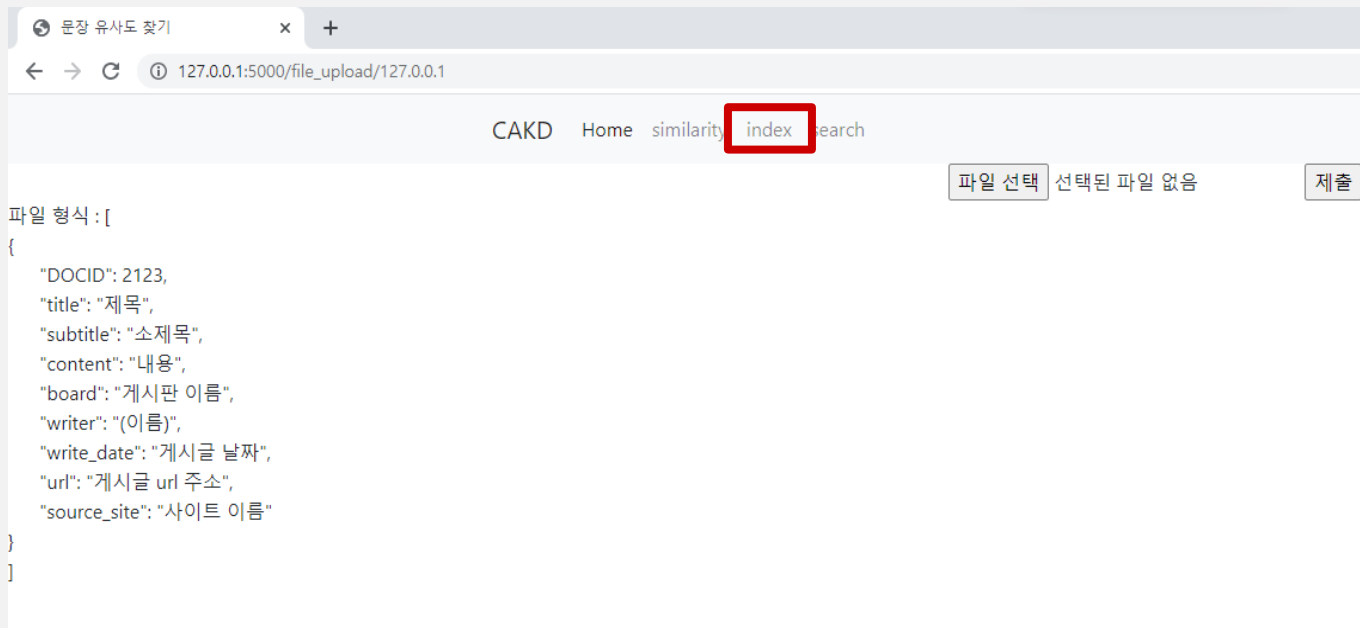 문장 유사도 찾기
127.0.0.1:5000/file_upload/127.0.0.1
CAKD Home similarity index search
파일 선택 선택된 파일 없음 제출
파일 형식 : [
{
"DOCID": 2123,
"title": "제목",
"subtitle": "소제목",
"content": "내용",
"board": "게시판 이름",
"writer": "(이름)",
"write_date": "게시글 날짜",
"url": "게시글 url 주소",
"source_site": "사이트 이름"
}
]